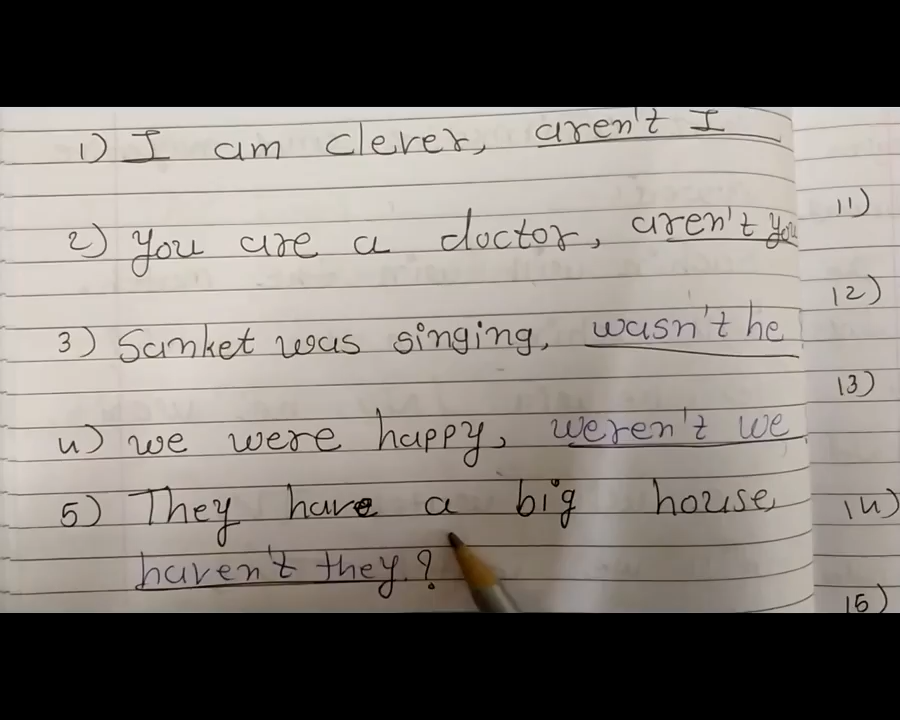 1) I am clever, aren't I
2) you are a doctor, aren't you
3) Sanket was singing, wasn't he
4) we were happy, weren't we
5) They have a big house,
haven't they?
11)
12)
13)
14)
15)